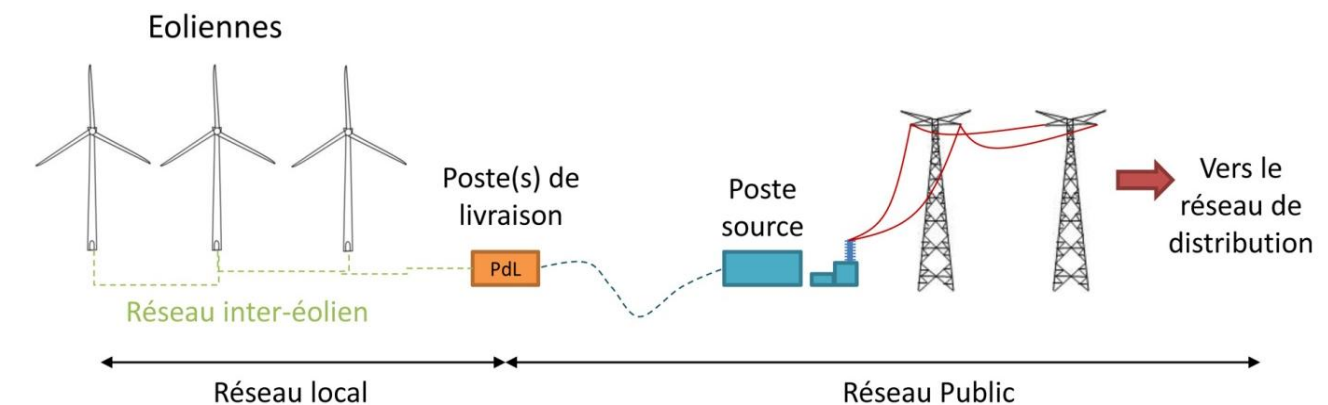 Eoliennes
Poste(s) de
livraison
Poste
source
Vers le
réseau de
distribution
PdL
Réseau inter-éolien
Réseau local
Réseau Public